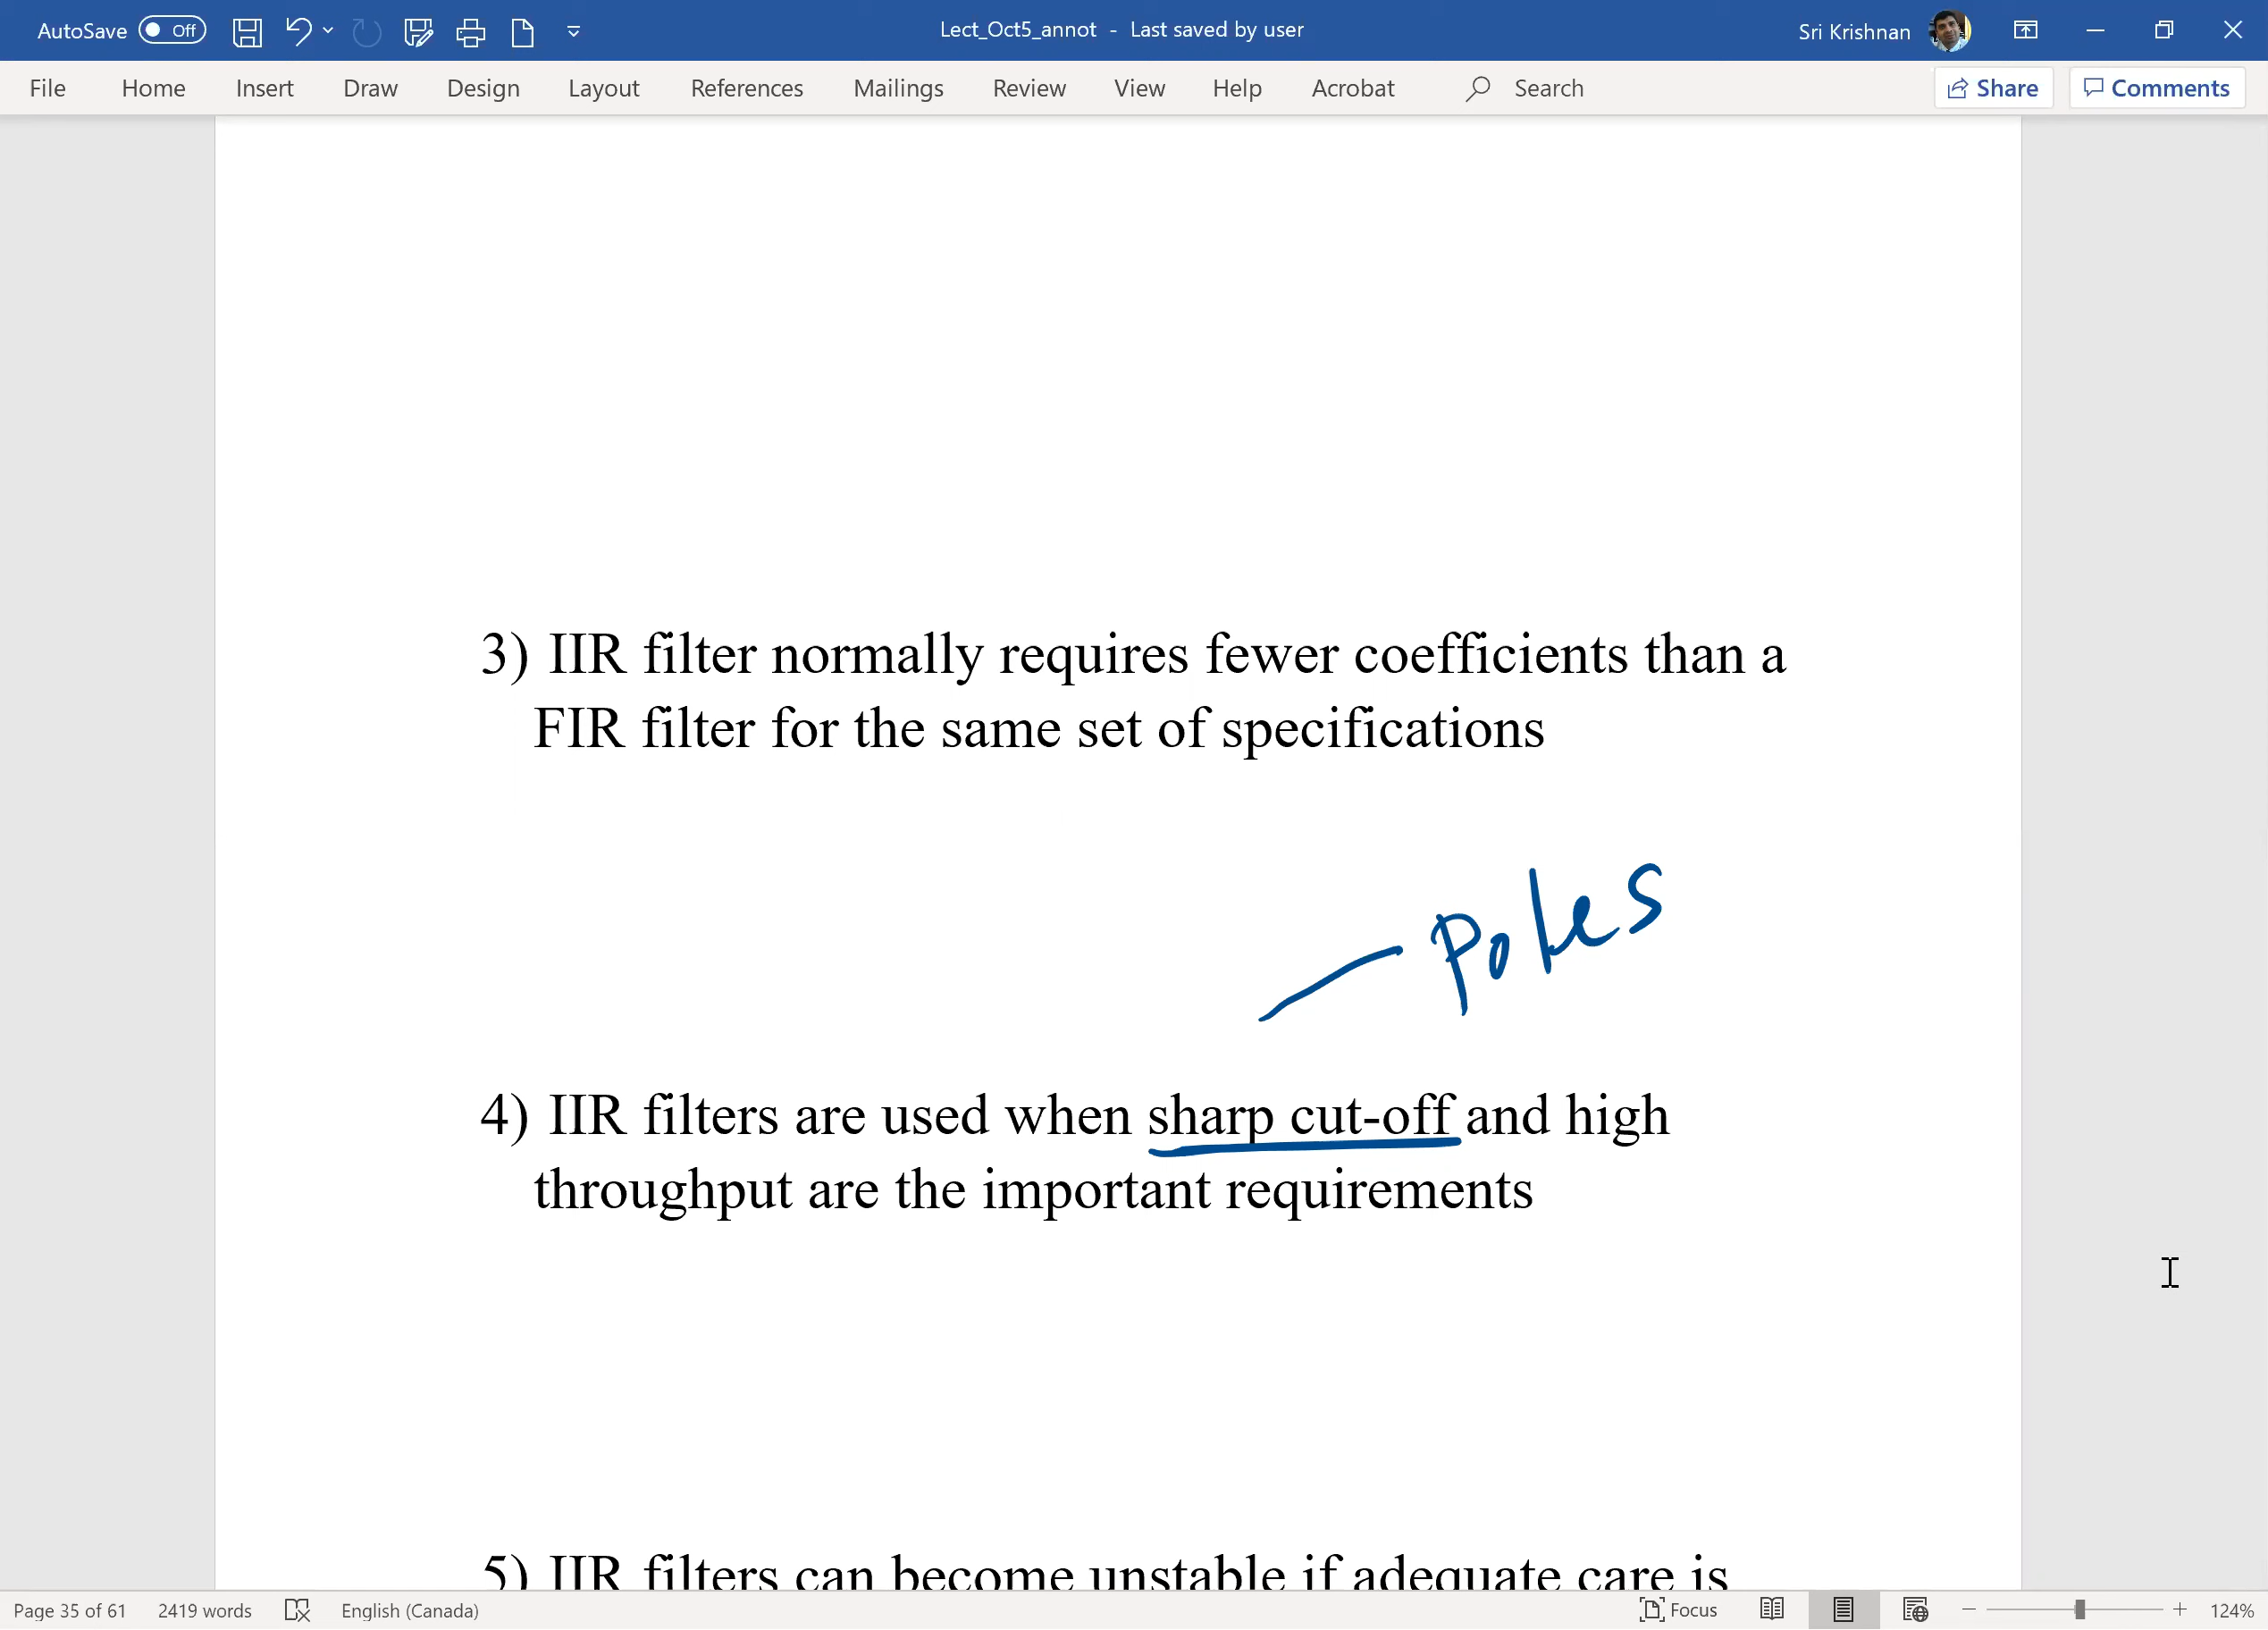 AutoSave Off Lect_Oct5_annot - Last saved by user Sri Krishnan
File Home Insert Draw Design Layout References Mailings Review View Help Acrobat Search Share Comments
3) IIR filter normally requires fewer coefficients than a
FIR filter for the same set of specifications
Poles
4) IIR filters are used when sharp cut-off and high
throughput are the important requirements
5) IIR filters can become unstable if adequate care is
Page 35 of 61 2419 words English (Canada) Focus 124%